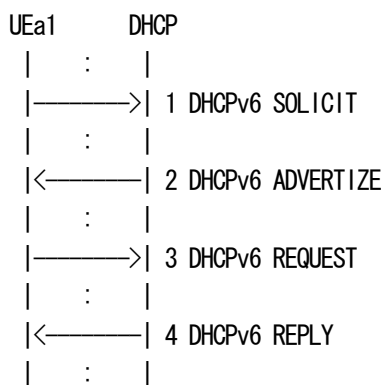 UEa1 DHCP
| : |
|-------->| 1 DHCPv6 SOLICIT
| : |
|<--------| 2 DHCPv6 ADVERTIZE
| : |
|-------->| 3 DHCPv6 REQUEST
| : |
|<--------| 4 DHCPv6 REPLY
| : |